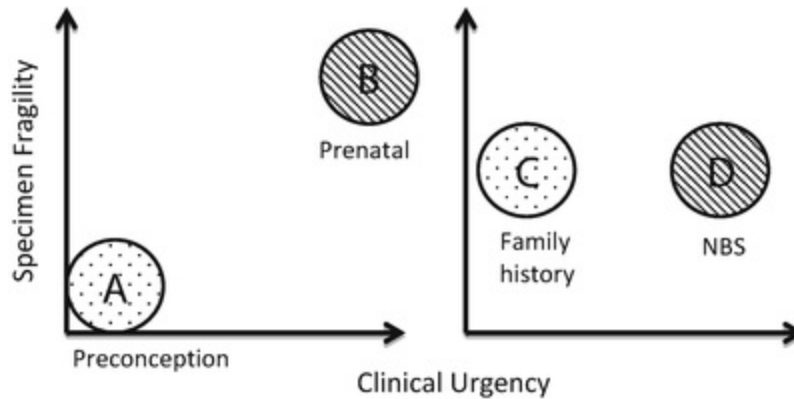 Specimen Fragility
A
Preconception
B
Prenatal
C
Family
history
D
NBS
Clinical Urgency